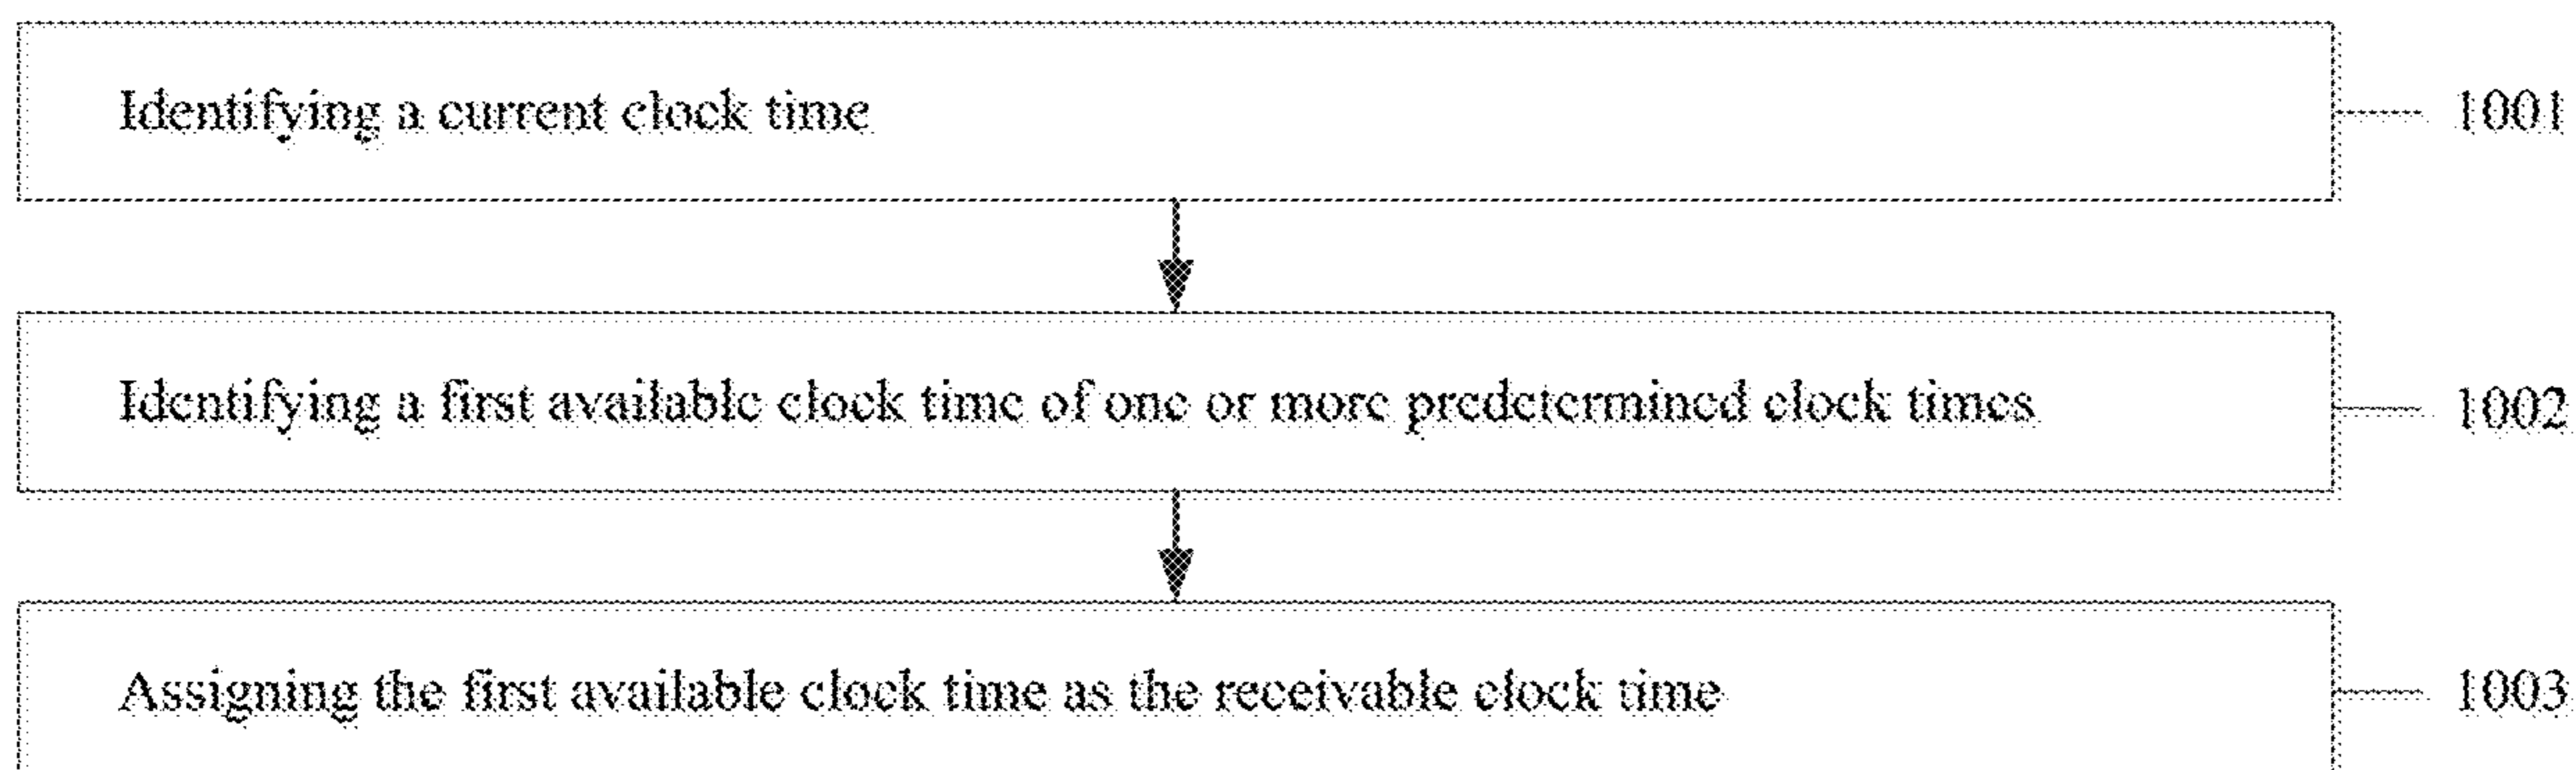 Identifying a current clock time 1001
Identifying a first available clock time of one or more predetermined clock times 1002
Assigning the first available clock time as the receivable clock time 1003